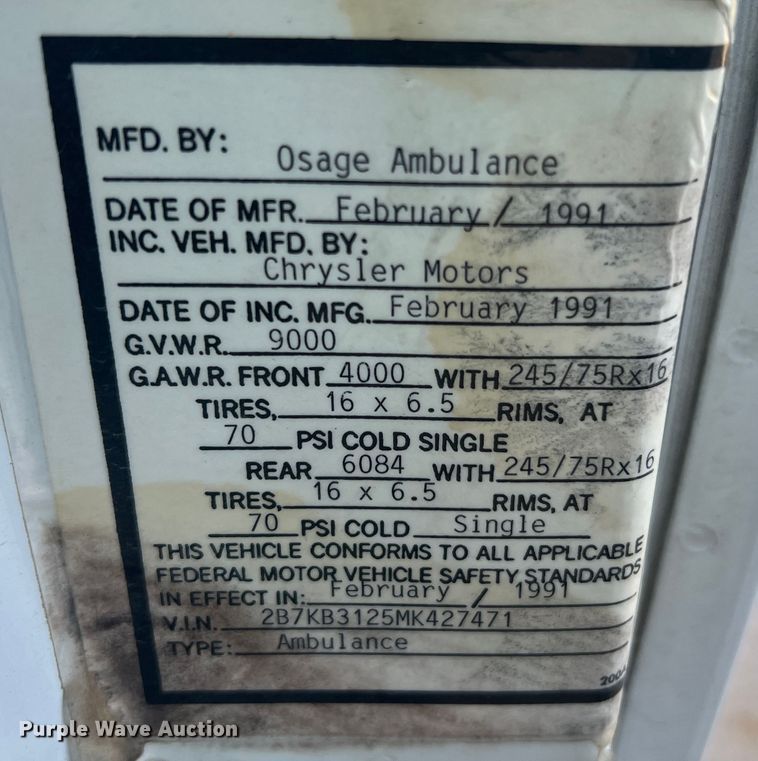 MFD. BY: Osage Ambulance
DATE OF MFR. February / 1991
INC. VEH. MFD. BY:
Chrysler Motors
DATE OF INC. MFG. February 1991
G.V.W.R. 9000
G.A.W.R. FRONT 4000 WITH 245/75Rx16
TIRES, 16 x 6.5 RIMS, AT
70 PSI COLD SINGLE
REAR 6084 WITH 245/75Rx16
TIRES, 16 x 6.5 RIMS, AT
70 PSI COLD Single
THIS VEHICLE CONFORMS TO ALL APPLICABLE
FEDERAL MOTOR VEHICLE SAFETY STANDARDS
IN EFFECT IN: February / 1991
V.I.N. 2B7KB3125MK427471
TYPE: Ambulance
Purple Wave Auction